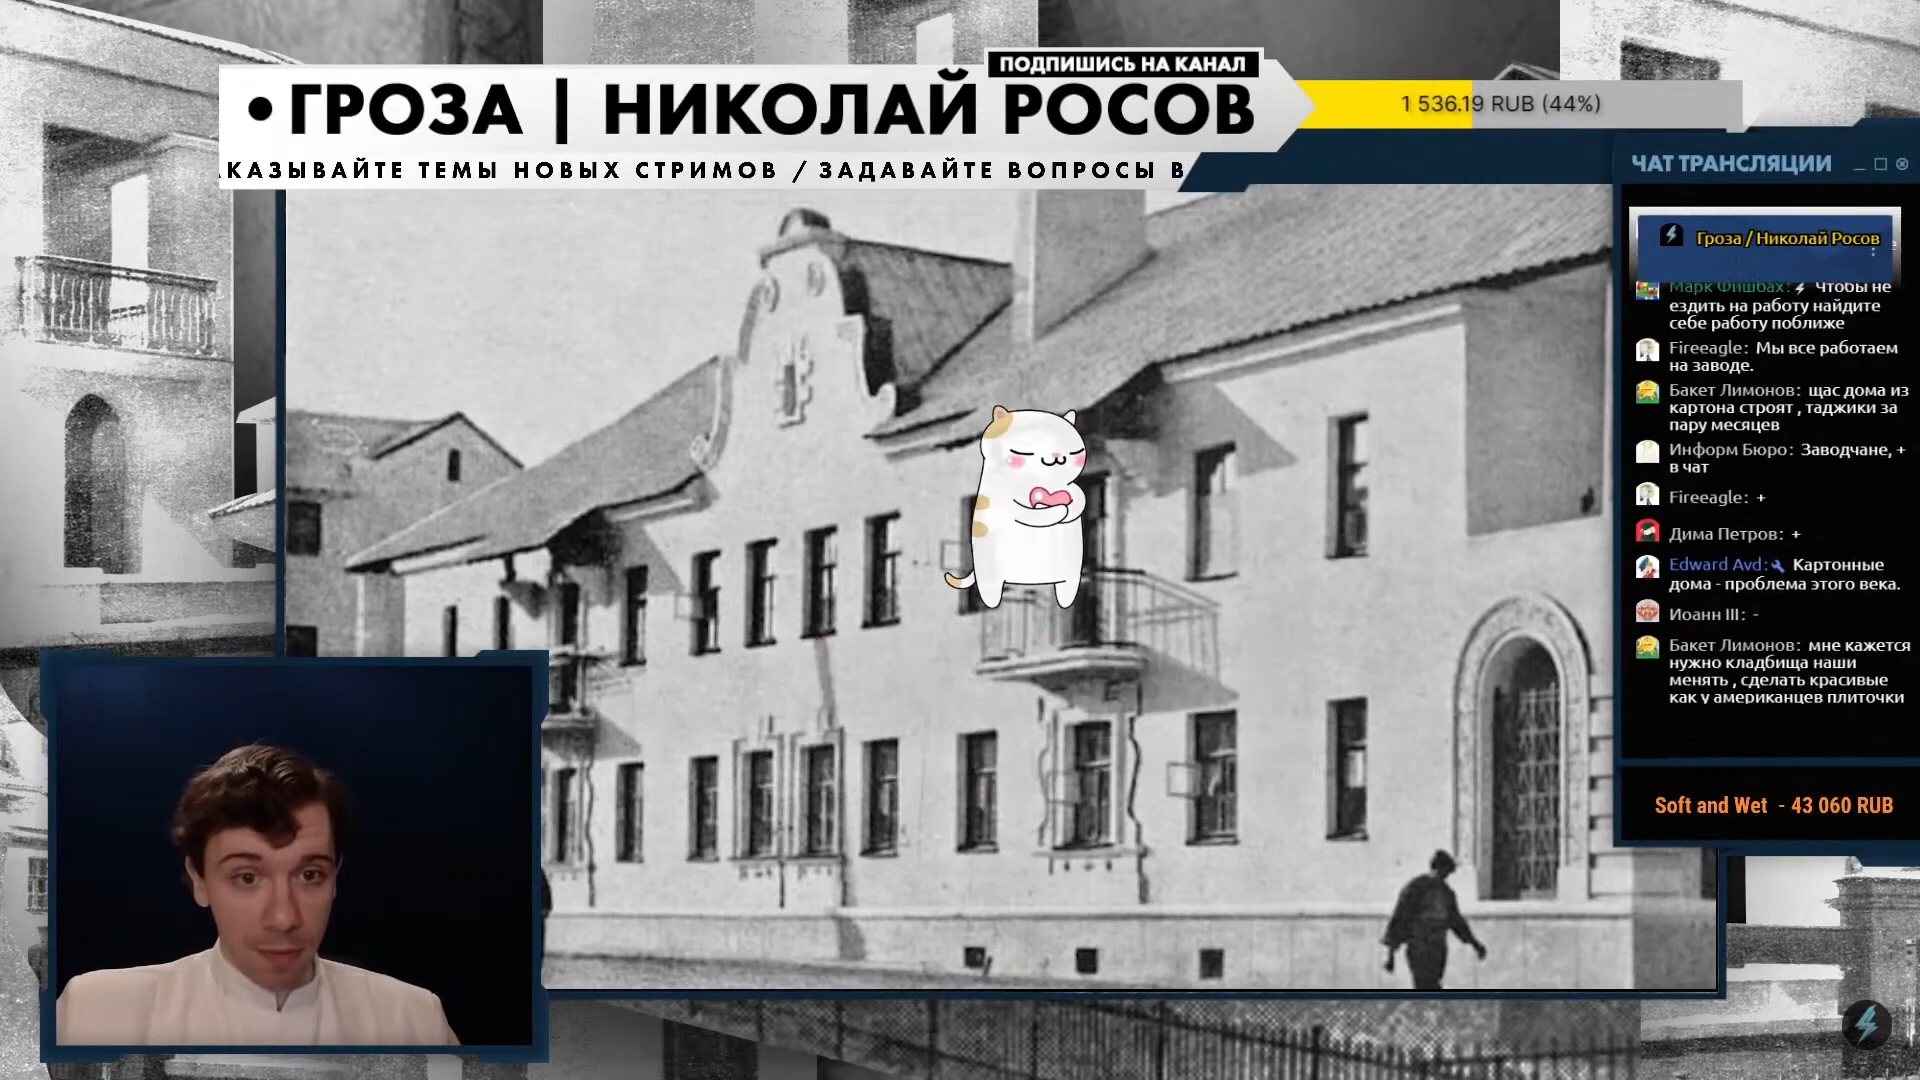 ПОДПИШИСЬ НА КАНАЛ
• ГРОЗА | НИКОЛАЙ РОСОВ
1 536.19 RUB (44%)
КАЗЫВАЙТЕ ТЕМЫ НОВЫХ СТРИМОВ / ЗАДАВАЙТЕ ВОПРОСЫ В
ЧАТ ТРАНСЛЯЦИИ
Гроза / Николай Росов
Марк Фишбах: Чтобы не
ездить на работу найдите
себе работу поближе
Fireeagle: Мы все работаем
на заводе.
Бакет Лимонов: щас дома из
картона строят , таджики за
пару месяцев
Информ Бюро: Заводчане, +
в чат
Fireeagle: +
Дима Петров: +
Edward Avd: Картонные
дома - проблема этого века.
Иоанн III: -
Бакет Лимонов: мне кажется
нужно кладбища наши
менять , сделать красивые
как у американцев плиточки
Soft and Wet - 43 060 RUB